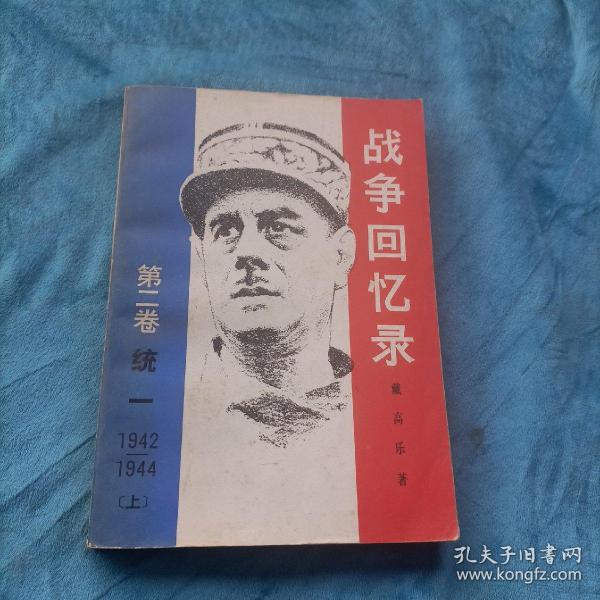 战争回忆录
戴高乐著
第二卷 统一
1942
1944
〔上〕
孔夫子旧书网
www.kongfz.com